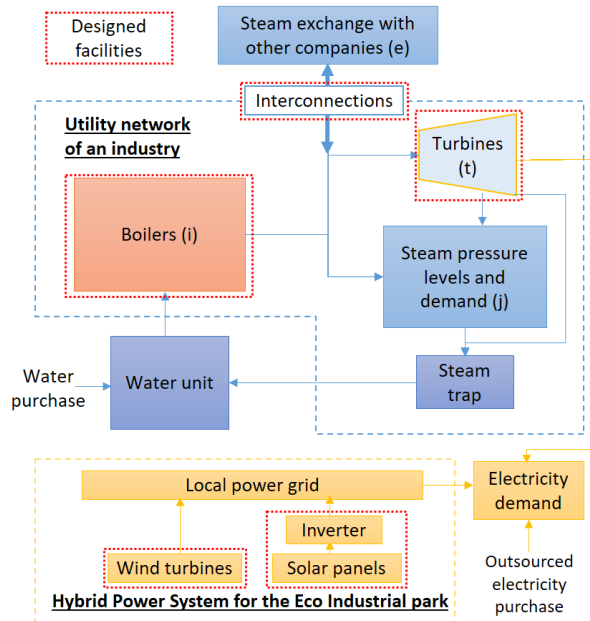 Designed
facilities
Steam exchange with
other companies (e)
Interconnections
Utility network
of an industry
Turbines
(t)
Boilers (i)
Steam pressure
levels and
demand (j)
Water
purchase
Water unit
Steam
trap
Local power grid
Electricity
demand
Inverter
Wind turbines
Solar panels
Outsourced
electricity
purchase
Hybrid Power System for the Eco Industrial park